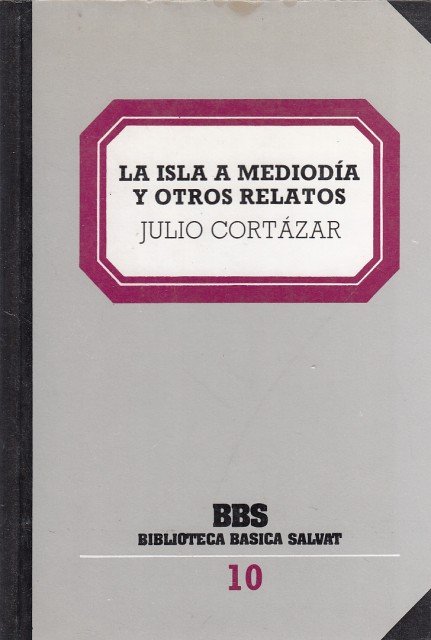 LA ISLA A MEDIODÍA
Y OTROS RELATOS
JULIO CORTÁZAR
BBS
BIBLIOTECA BASICA SALVAT
10